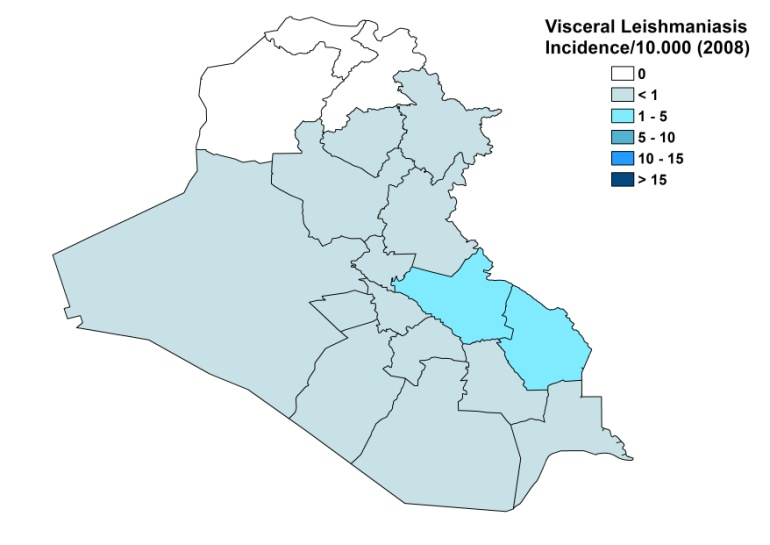 Visceral Leishmaniasis
Incidence/10.000 (2008)
0
< 1
1 - 5
5 - 10
10 - 15
> 15